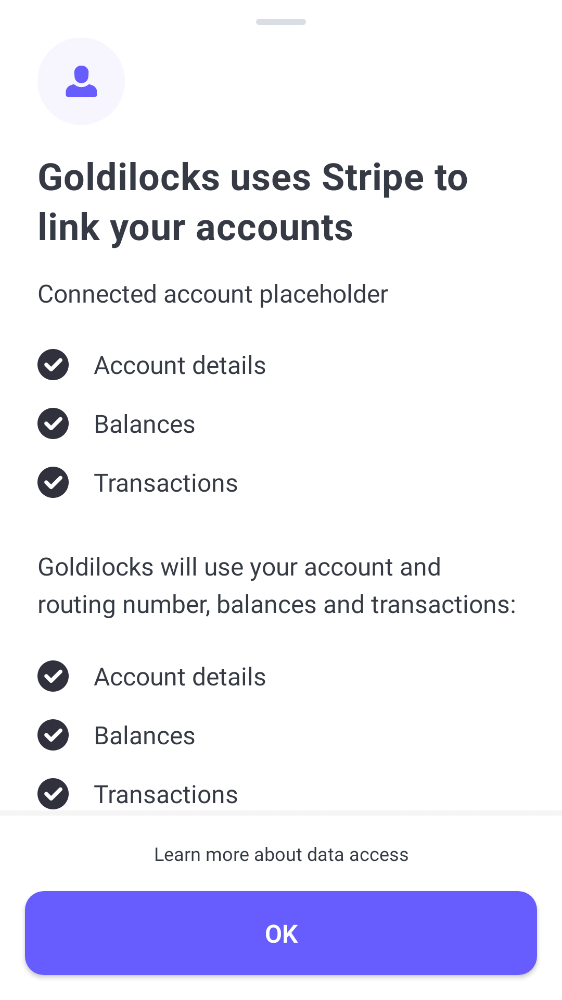 Goldilocks uses Stripe to
link your accounts
Connected account placeholder
Account details
Balances
Transactions
Goldilocks will use your account and
routing number, balances and transactions:
Account details
Balances
Transactions
Learn more about data access
OK